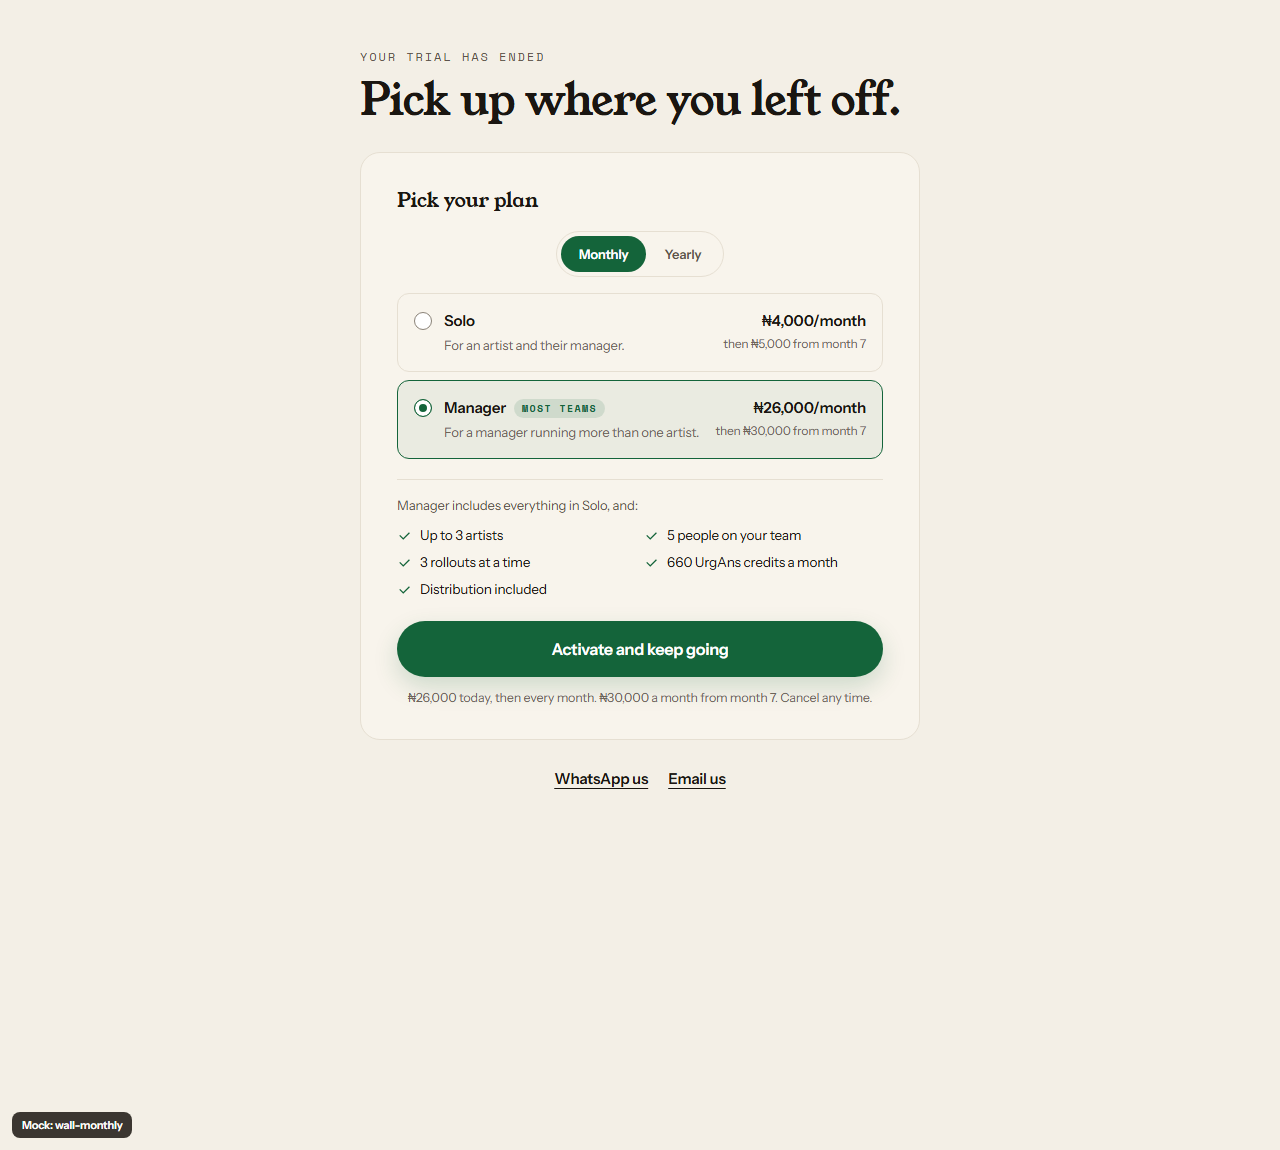 YOUR TRIAL HAS ENDED
Pick up where you left off.
Pick your plan
Monthly Yearly
Solo ₦4,000/month
For an artist and their manager. then ₦5,000 from month 7
Manager MOST TEAMS ₦26,000/month
For a manager running more than one artist. then ₦30,000 from month 7
Manager includes everything in Solo, and:
Up to 3 artists 5 people on your team
3 rollouts at a time 660 UrgAns credits a month
Distribution included
Activate and keep going
₦26,000 today, then every month. ₦30,000 a month from month 7. Cancel any time.
WhatsApp us Email us
Mock: wall-monthly